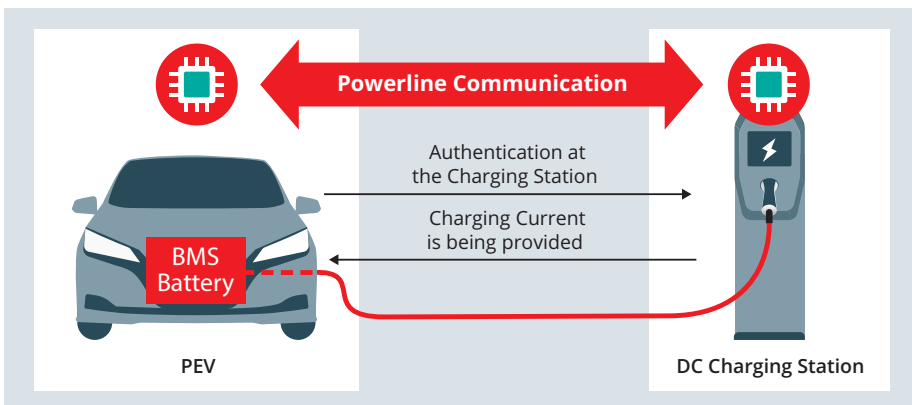 Powerline Communication
Authentication at
the Charging Station
Charging Current
is being provided
BMS
Battery
PEV
DC Charging Station